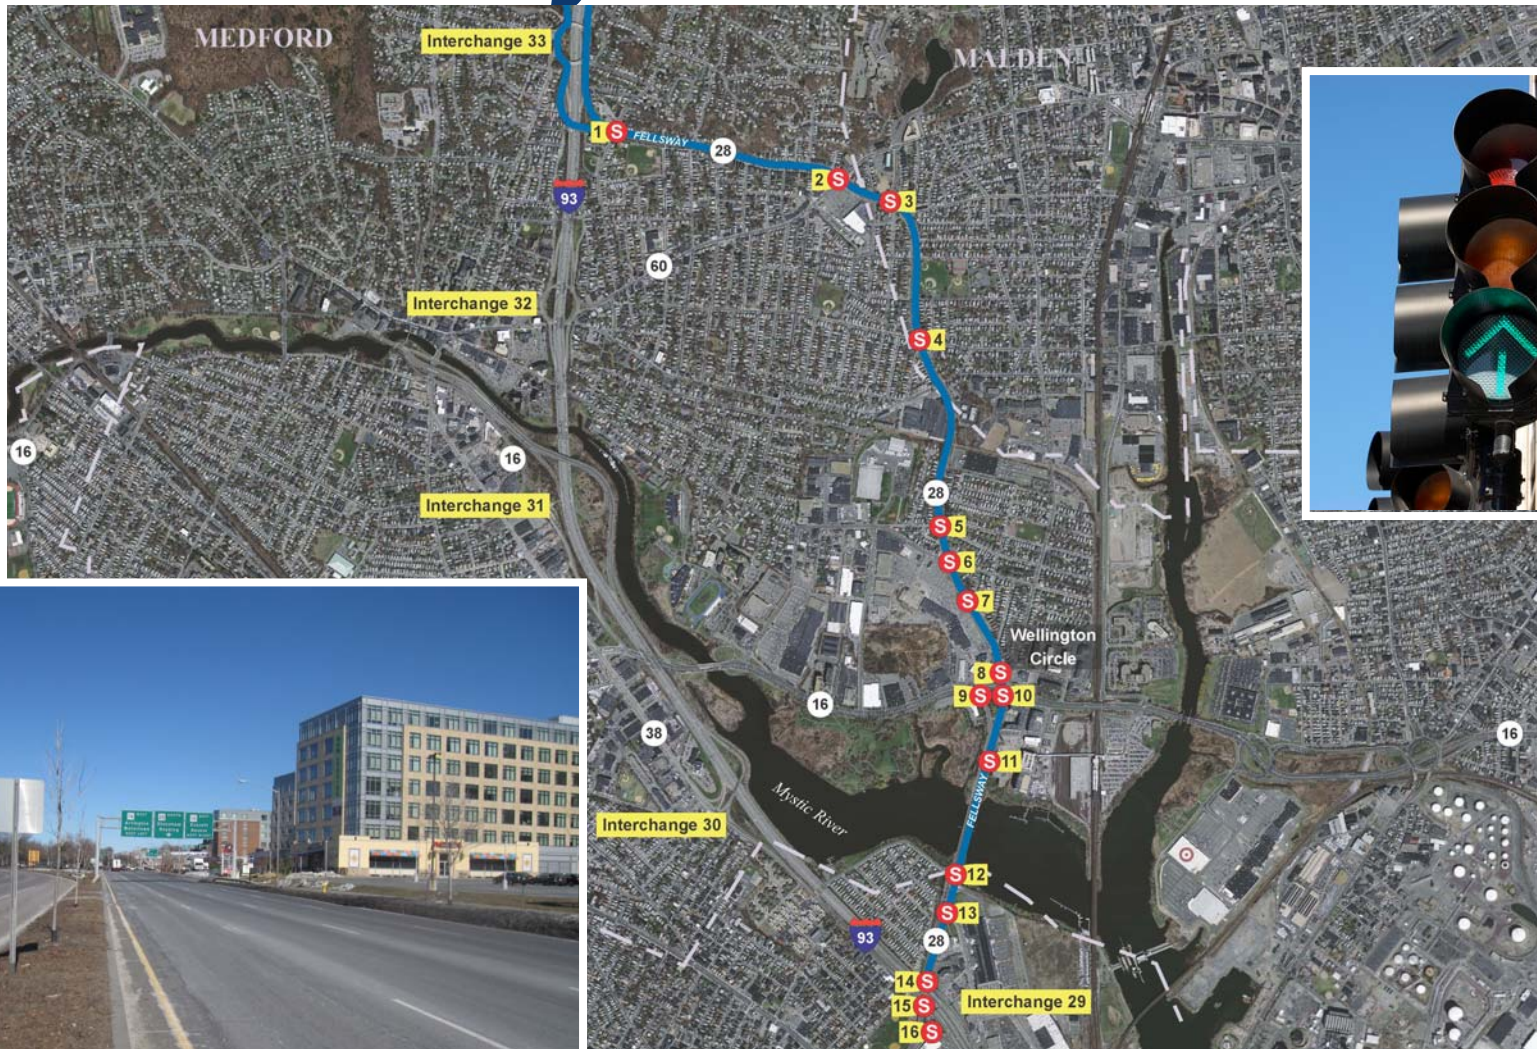 MEDFORD
Interchange 33
MALDEN
1 S
FELLSWAY
28
2 S
S 3
93
60
Interchange 32
S 4
16
16
28
Interchange 31
S 5
S 6
S 7
Wellington
Circle
8 S
9 S
S 10
16
38
16
S 11
Mystic River
FELLSWAY
Interchange 30
S 12
S 13
93
28
14 S
Interchange 29
15 S
16 S